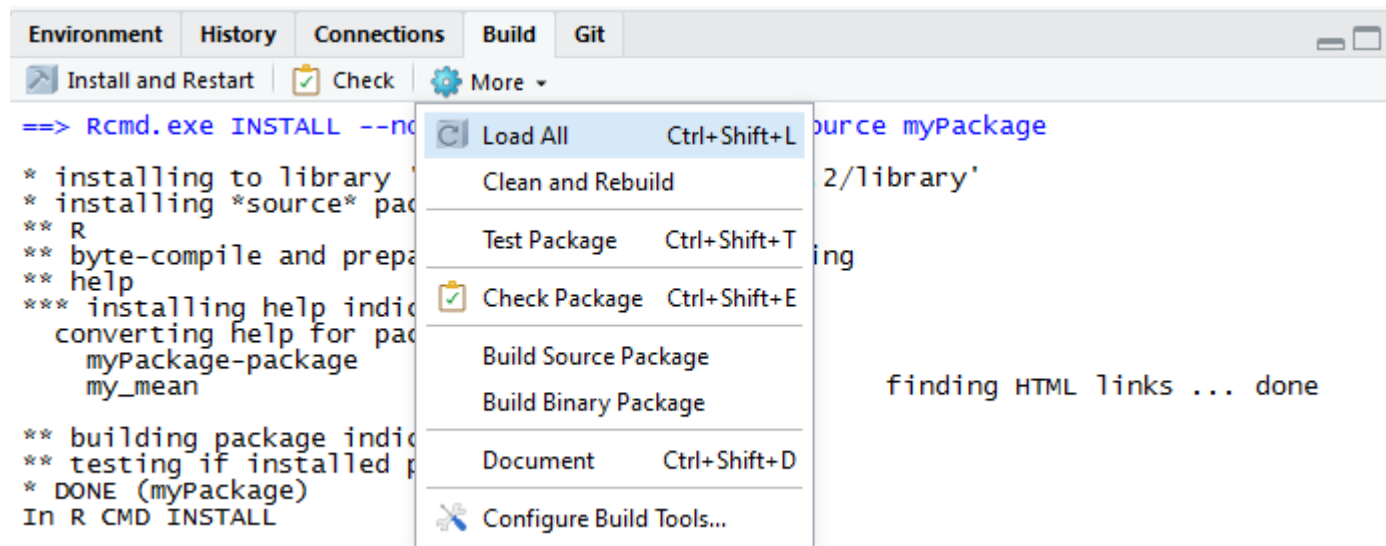 Environment History Connections Build Git
Install and Restart Check More
==> Rcmd.exe INSTALL --no ource myPackage
Load All Ctrl+Shift+L
* installing to library ' 2/library'
Clean and Rebuild
* installing *source* pac
** R
Test Package Ctrl+Shift+T
** byte-compile and prepa ing
** help
*** installing help indic
Check Package Ctrl+Shift+E
converting help for pac
myPackage-package
Build Source Package
my_mean finding HTML links ... done
Build Binary Package
** building package indic
** testing if installed p
Document Ctrl+Shift+D
* DONE (myPackage)
In R CMD INSTALL
Configure Build Tools...